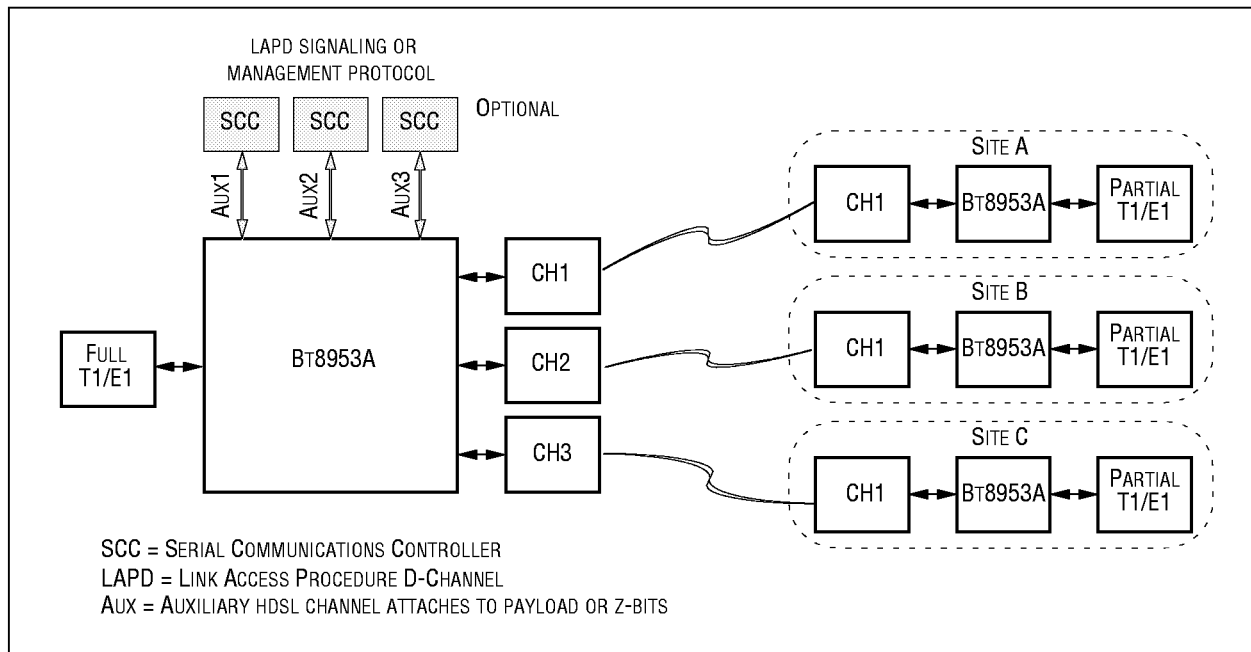 LAPD SIGNALING OR
MANAGEMENT PROTOCOL
SCC
SCC
SCC
OPTIONAL
AUX1
AUX2
AUX3
FULL
T1/E1
BT8953A
CH1
CH2
CH3
SITE A
CH1
BT8953A
PARTIAL
T1/E1
SITE B
CH1
BT8953A
PARTIAL
T1/E1
SITE C
CH1
BT8953A
PARTIAL
T1/E1
SCC = SERIAL COMMUNICATIONS CONTROLLER
LAPD = LINK ACCESS PROCEDURE D-CHANNEL
AUX = AUXILIARY HDSL CHANNEL ATTACHES TO PAYLOAD OR Z-BITS